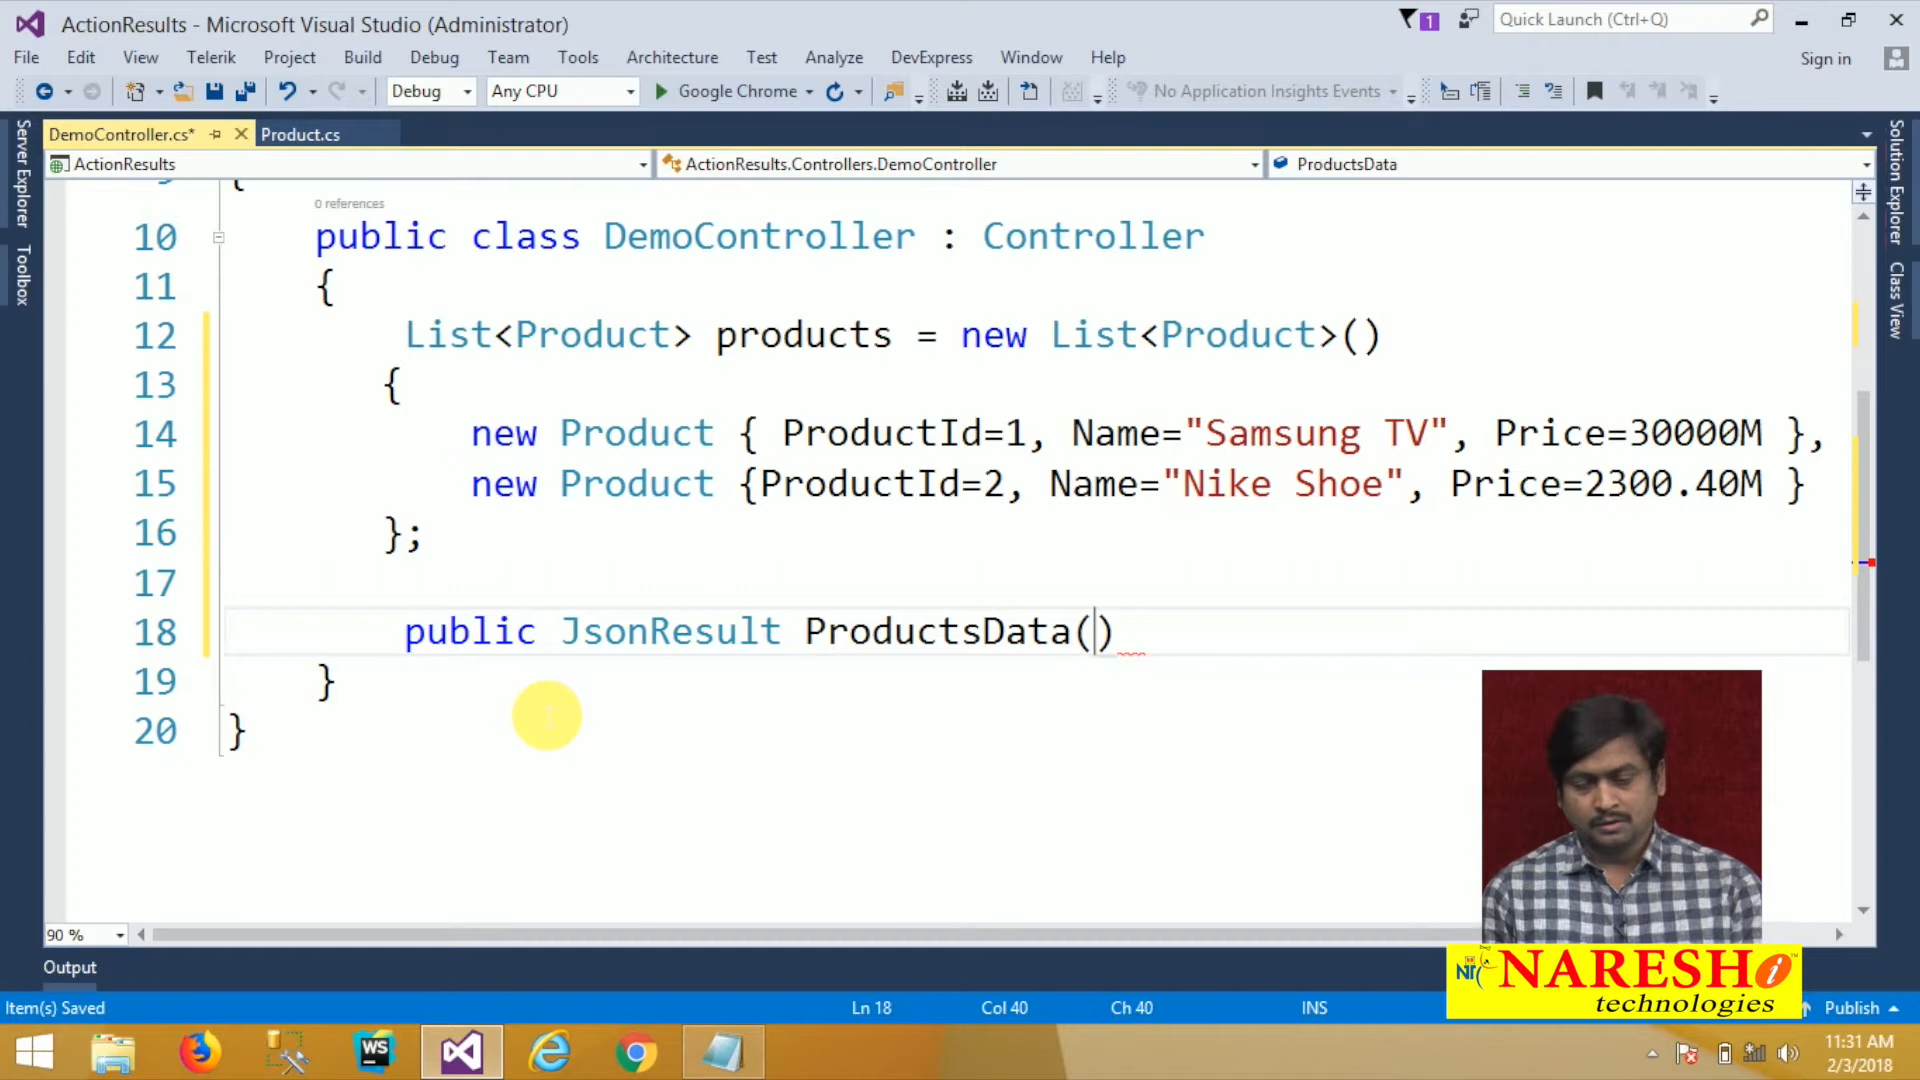 ActionResults - Microsoft Visual Studio (Administrator)
1
Quick Launch (Ctrl+Q)
File Edit View Telerik Project Build Debug Team Tools Architecture Test Analyze DevExpress Window Help
Sign in
Debug Any CPU Google Chrome No Application Insights Events
DemoController.cs* Product.cs
ActionResults ActionResults.Controllers.DemoController ProductsData
Server Explorer
Toolbox
Solution Explorer
Class View
{
0 references
10 public class DemoController : Controller
11 {
12 List<Product> products = new List<Product>()
13 {
14 new Product { ProductId=1, Name="Samsung TV", Price=30000M },
15 new Product {ProductId=2, Name="Nike Shoe", Price=2300.40M }
16 };
17
18 public JsonResult ProductsData()
19 }
20 }
90 %
Output
NARESH i
technologies
Item(s) Saved Ln 18 Col 40 Ch 40 INS Publish
WS
11:31 AM
2/3/2018